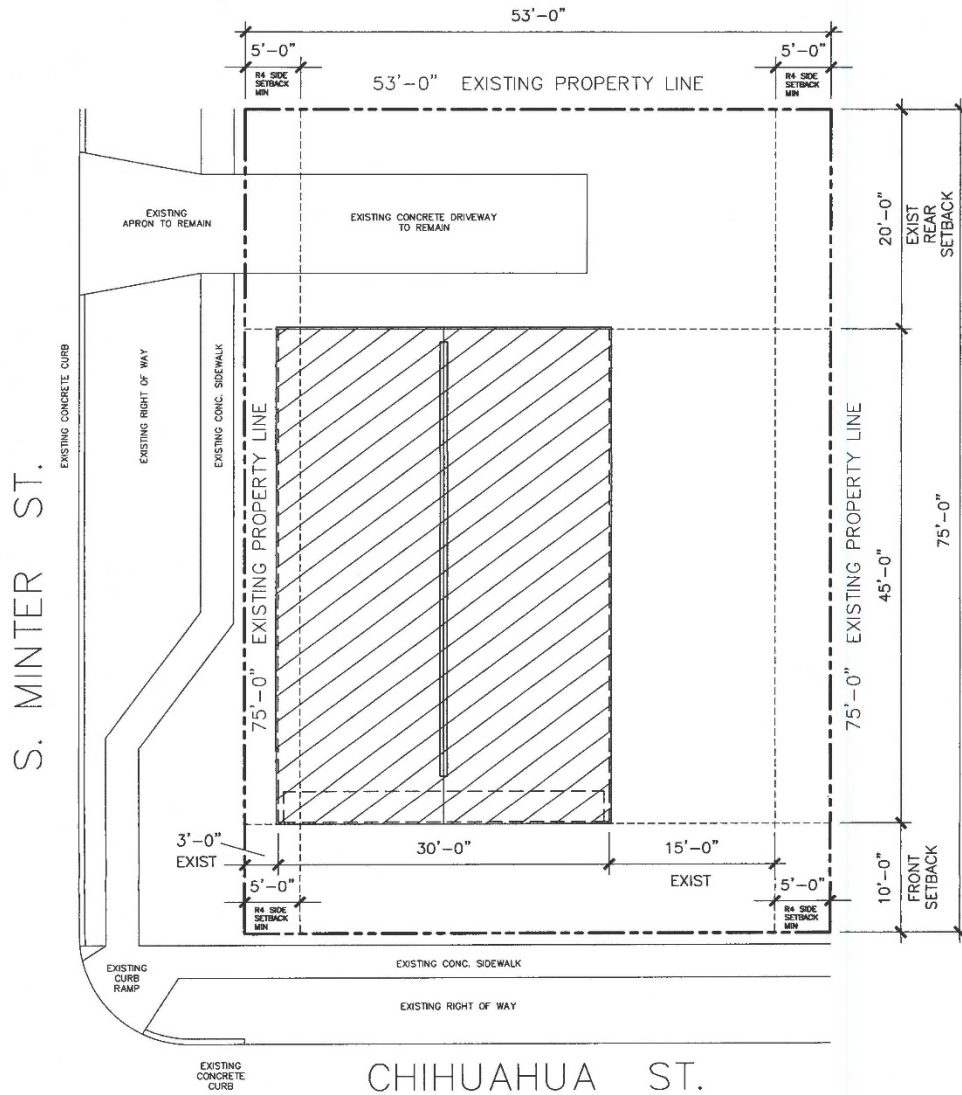 53'-0"
5'-0"
5'-0"
R4 SIDE
SETBACK
MIN
53'-0" EXISTING PROPERTY LINE
R4 SIDE
SETBACK
MIN
EXISTING
APRON TO REMAIN
EXISTING CONCRETE DRIVEWAY
TO REMAIN
20'-0"
EXIST
REAR
SETBACK
S. MINTER ST.
EXISTING CONCRETE CURB
EXISTING RIGHT OF WAY
EXISTING CONC. SIDEWALK
75'-0" EXISTING PROPERTY LINE
75'-0" EXISTING PROPERTY LINE
45'-0"
75'-0"
3'-0"
EXIST
30'-0"
15'-0"
EXIST
5'-0"
R4 SIDE
SETBACK
MIN
5'-0"
R4 SIDE
SETBACK
MIN
10'-0"
FRONT
SETBACK
EXISTING
CURB
RAMP
EXISTING CONC. SIDEWALK
EXISTING RIGHT OF WAY
EXISTING
CONCRETE
CURB
CHIHUAHUA ST.